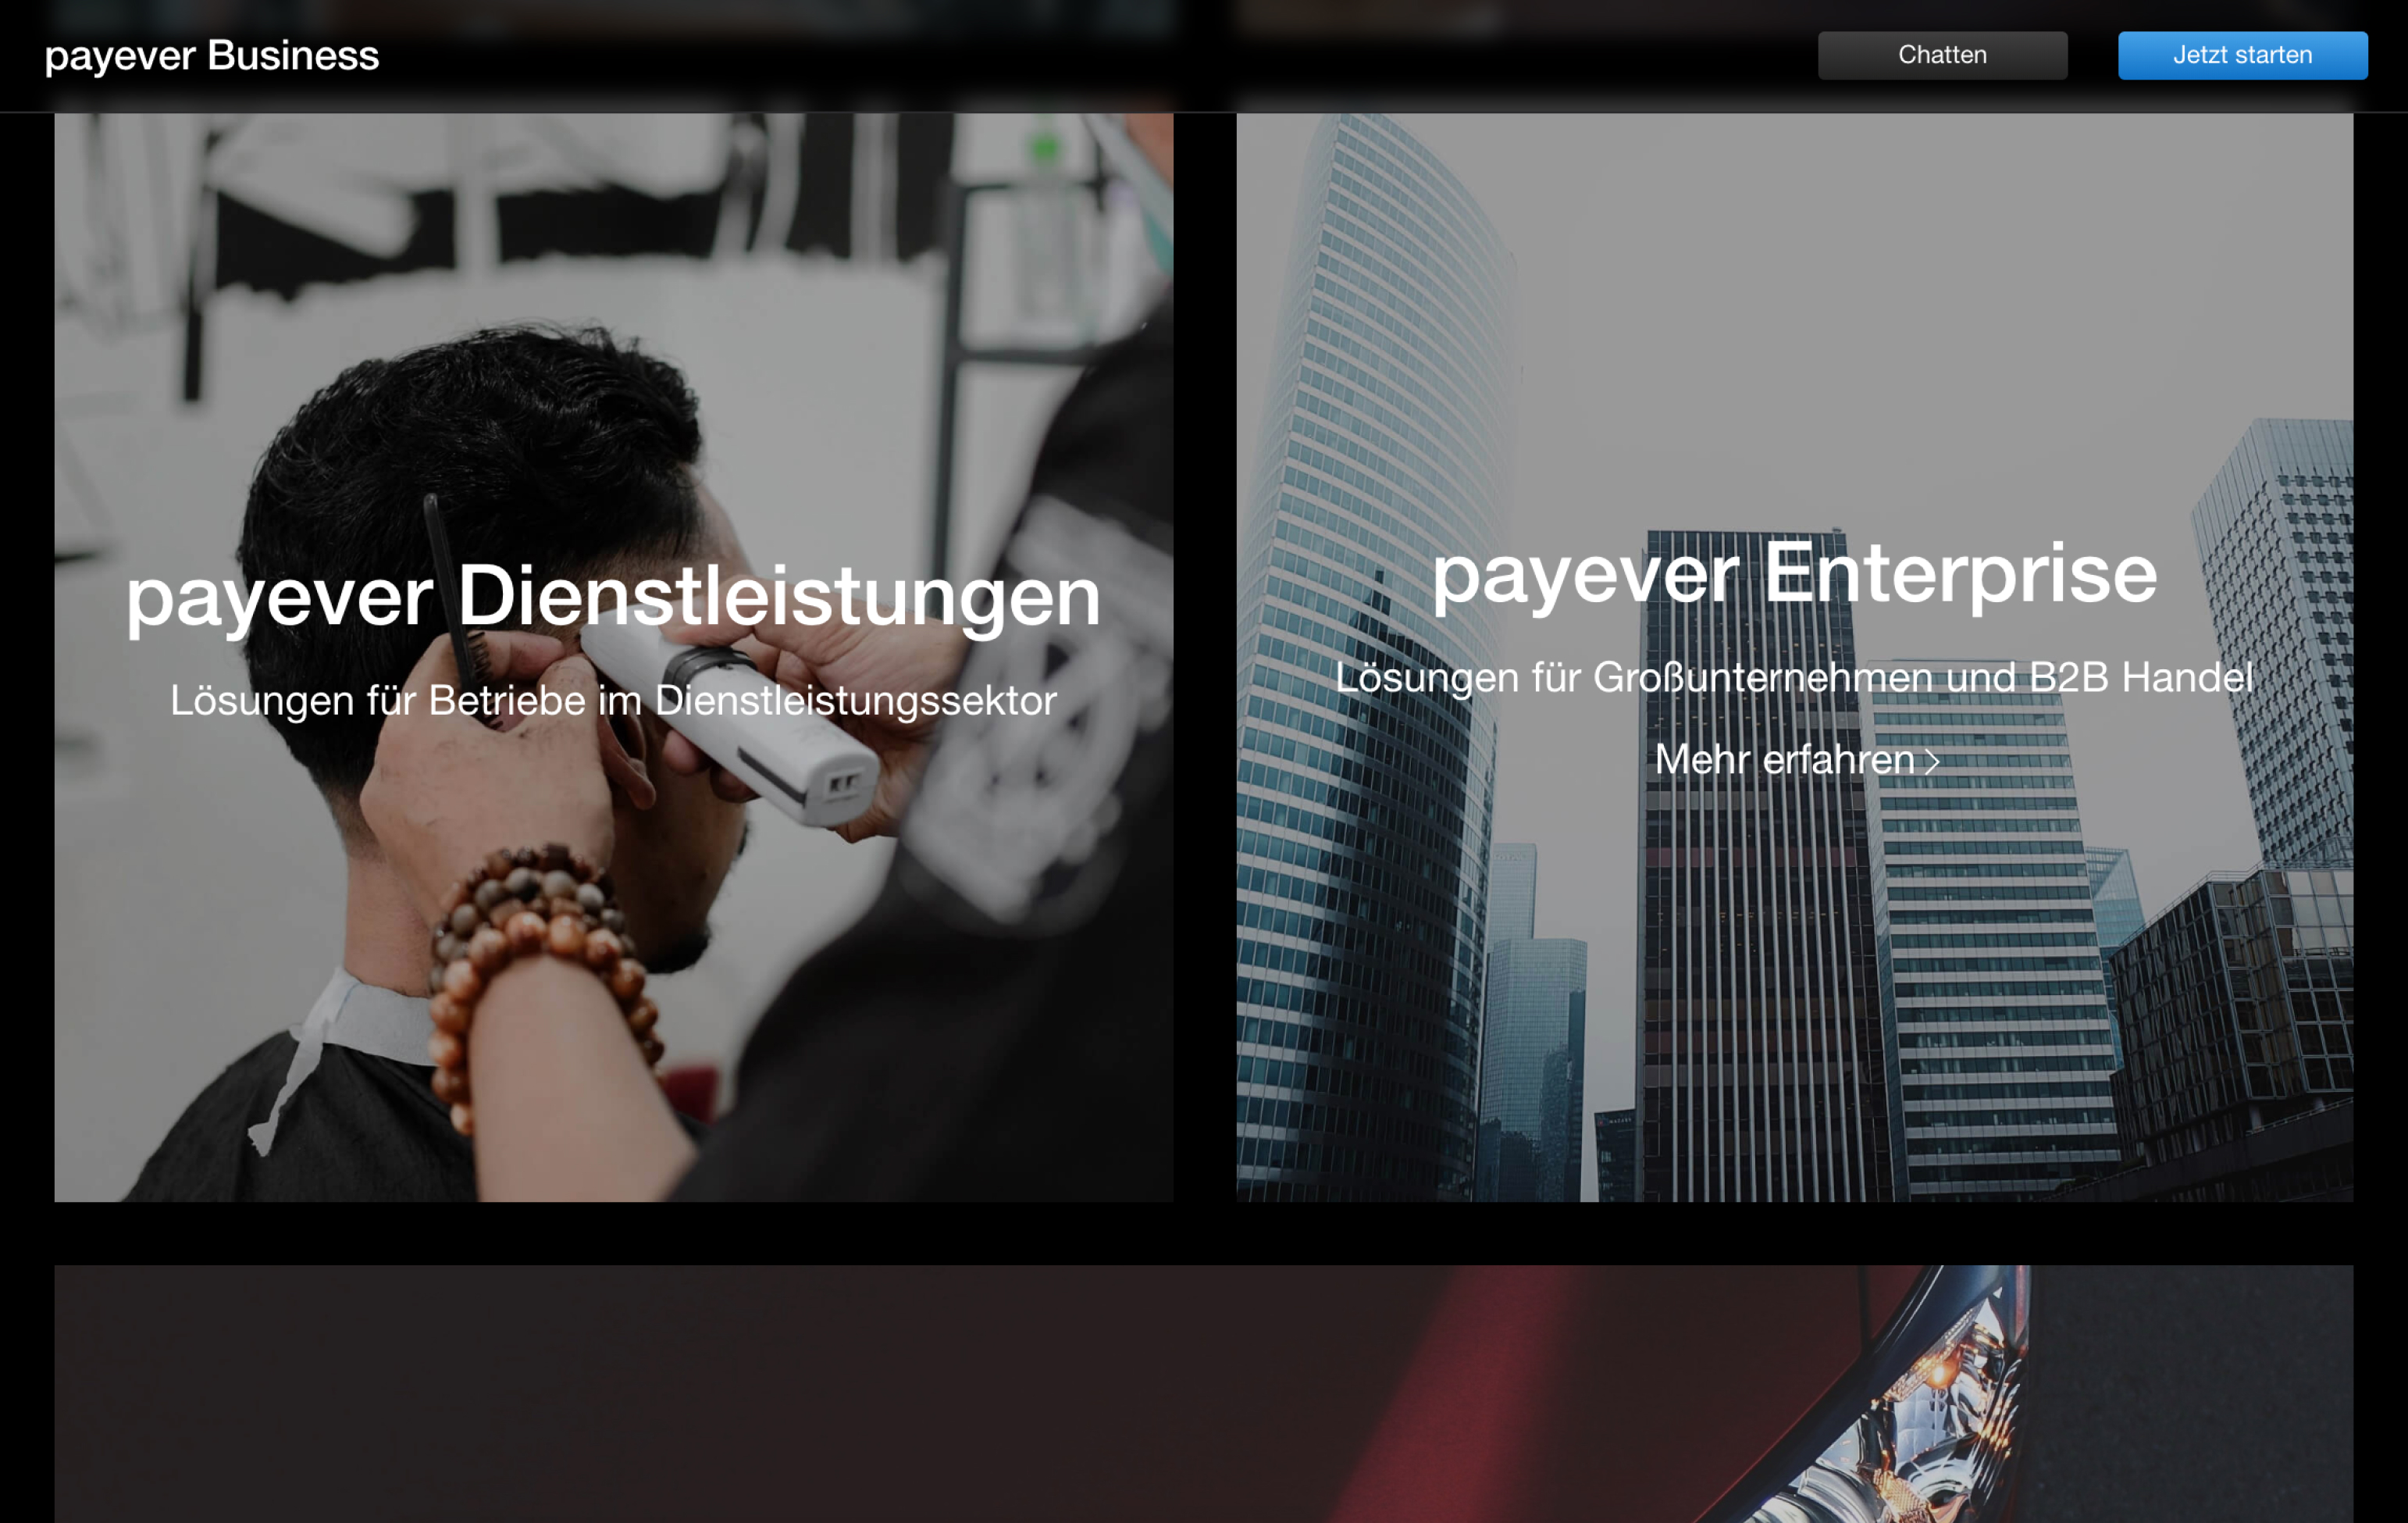 payever Business
Chatten
Jetzt starten
payever Dienstleistungen
Lösungen für Betriebe im Dienstleistungssektor
payever Enterprise
Lösungen für Großunternehmen und B2B Handel
Mehr erfahren